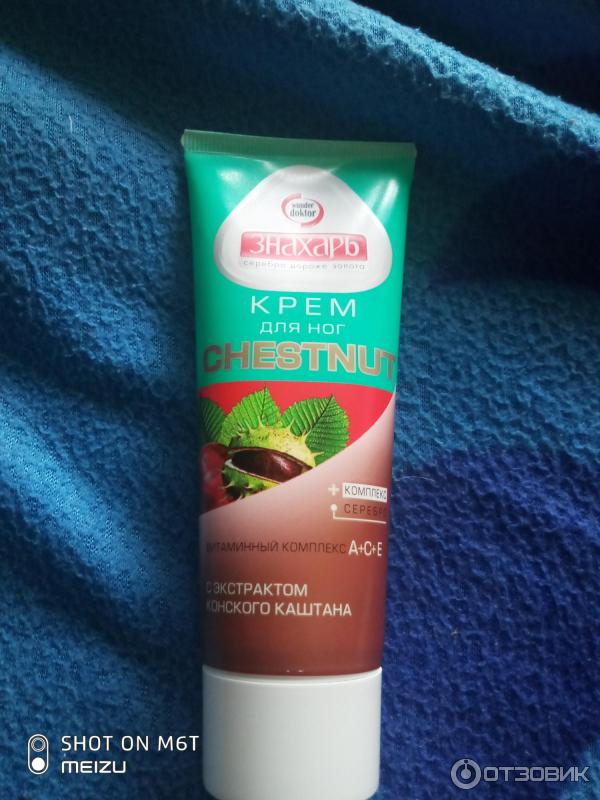 wunder
doktor
ЗНАХАРЬ
серебро дороже золота
КРЕМ
ДЛЯ НОГ
CHESTNUT
+ КОМПЛЕКС
СЕРЕБРО
ВИТАМИННЫЙ КОМПЛЕКС А+С+Е
С ЭКСТРАКТОМ
КОНСКОГО КАШТАНА
SHOT ON M6T
MEIZU
ОТЗОВИК